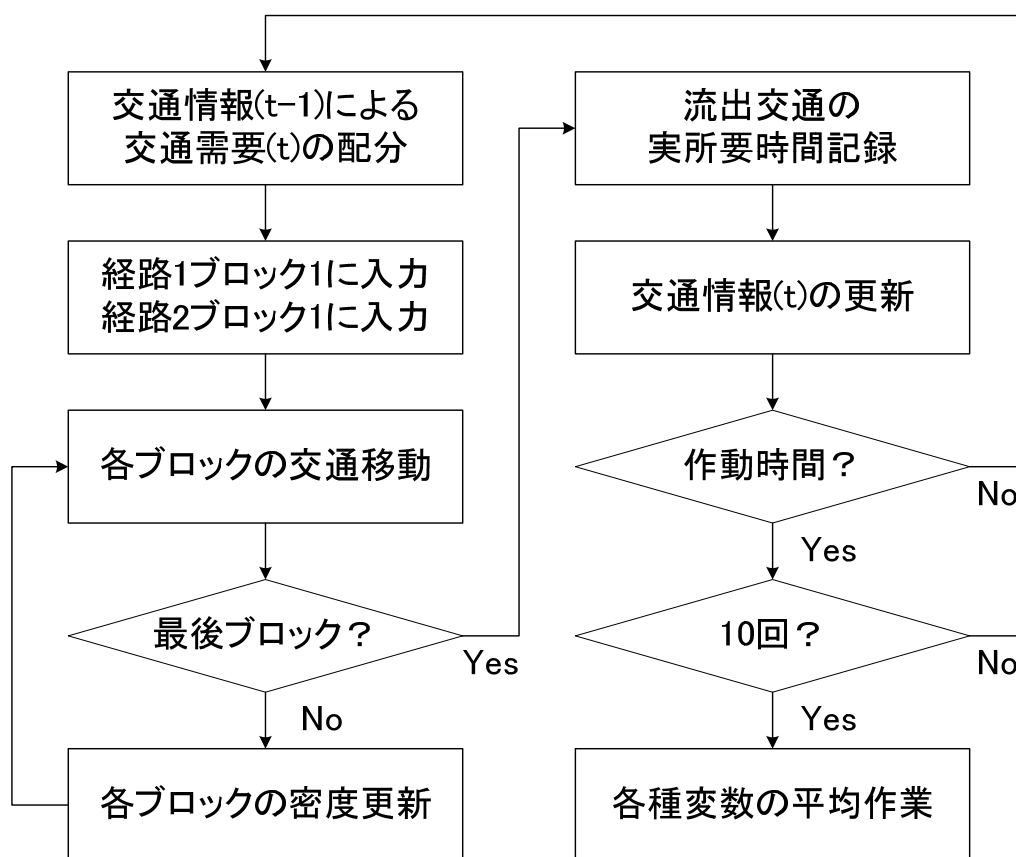 交通情報(t-1)による
交通需要(t)の配分
経路1ブロック1に入力
経路2ブロック1に入力
各ブロックの交通移動
最後ブロック？
Yes
No
各ブロックの密度更新
流出交通の
実所要時間記録
交通情報(t)の更新
作動時間？
No
Yes
10回？
No
Yes
各種変数の平均作業